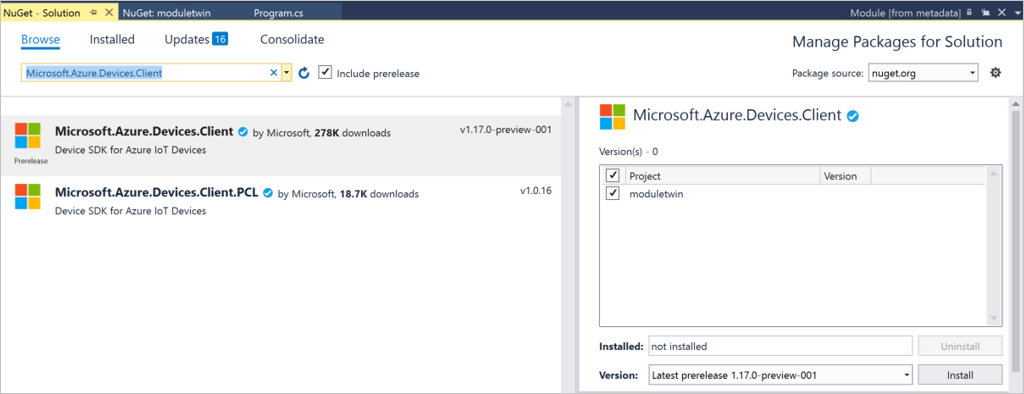 NuGet - Solution
NuGet: moduletwin
Program.cs
Module [from metadata]
Browse
Installed
Updates 16
Consolidate
Manage Packages for Solution
Microsoft.Azure.Devices.Client
Include prerelease
Package source: nuget.org
Microsoft.Azure.Devices.Client by Microsoft, 278K downloads
v1.17.0-preview-001
Device SDK for Azure IoT Devices
Prerelease
Microsoft.Azure.Devices.Client.PCL by Microsoft, 18.7K downloads
v1.0.16
Device SDK for Azure IoT Devices
Microsoft.Azure.Devices.Client
Version(s) - 0
Project Version
moduletwin
Installed: not installed
Uninstall
Version: Latest prerelease 1.17.0-preview-001
Install